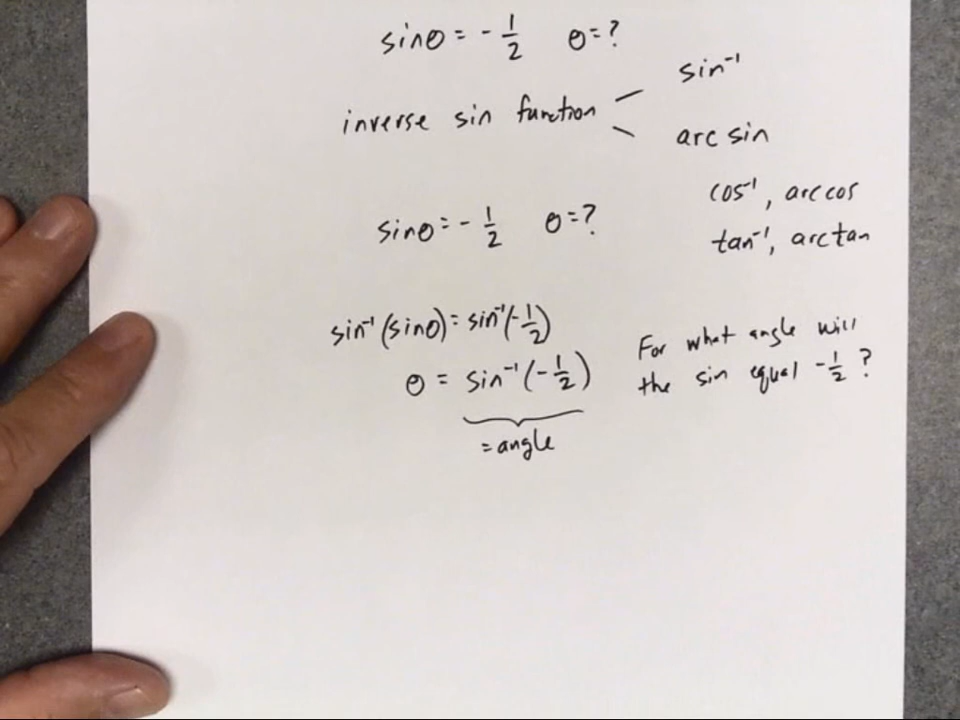 sinθ = - 1/2 θ = ?
inverse sin function
sin⁻¹
arc sin
cos⁻¹, arccos
tan⁻¹, arctan
sinθ = - 1/2 θ = ?
sin⁻¹(sinθ) = sin⁻¹(-1/2)
θ = sin⁻¹(-1/2)
= angle
For what angle will
the sin equal -1/2 ?